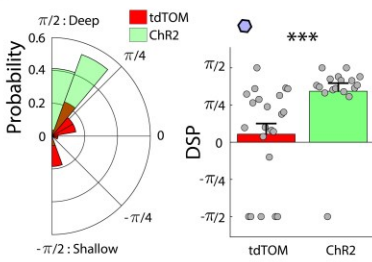 π/2 : Deep
tdTOM
ChR2
Probability
0.6
0.4
0.2
0
π/4
0
-π/4
-π/2 : Shallow
***
DSP
π/2
π/4
0
-π/4
-π/2
tdTOM
ChR2